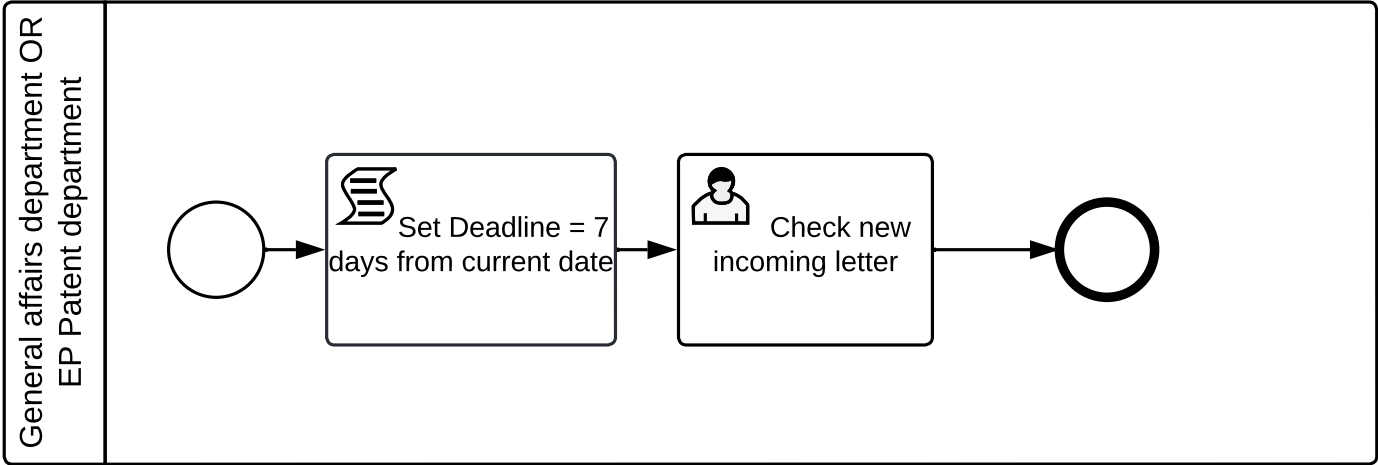 General affairs department OR
EP Patent department
Set Deadline = 7
days from current date
Check new
incoming letter